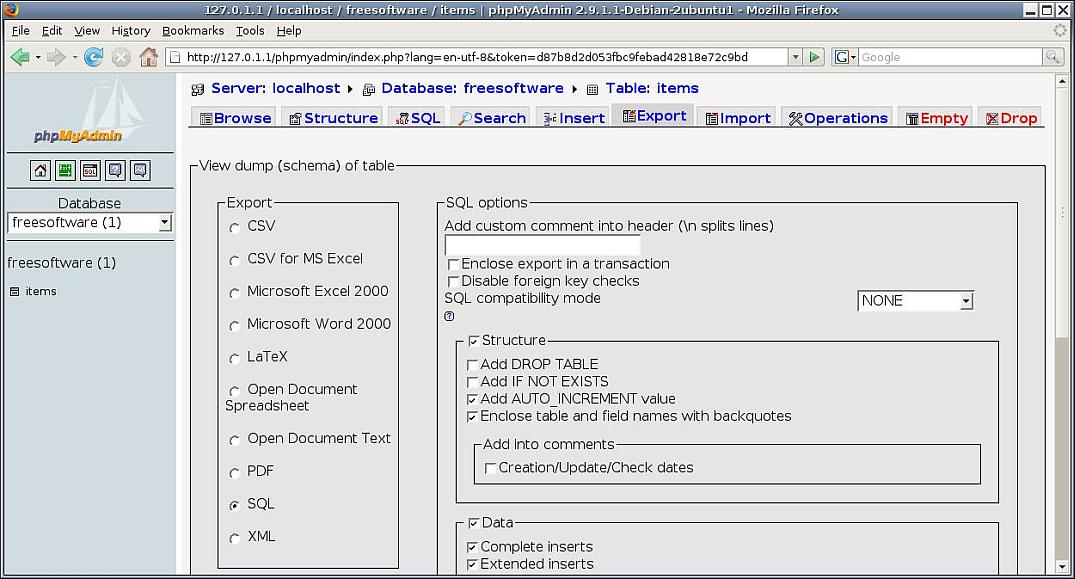 127.0.1.1 / localhost / freesoftware / items | phpMyAdmin 2.9.1.1-Debian-2ubuntu1 - Mozilla Firefox
File Edit View History Bookmarks Tools Help
http://127.0.1.1/phpmyadmin/index.php?lang=en-utf-8&token=d87b8d2d053fbc9febad42818e72c9bd
G Google
phpMyAdmin
SQL
Database
freesoftware (1)
freesoftware (1)
items
Server: localhost Database: freesoftware Table: items
Browse Structure SQL Search Insert Export Import Operations Empty Drop
View dump (schema) of table
Export
CSV
CSV for MS Excel
Microsoft Excel 2000
Microsoft Word 2000
LaTeX
Open Document
Spreadsheet
Open Document Text
PDF
SQL
XML
SQL options
Add custom comment into header (\n splits lines)
Enclose export in a transaction
Disable foreign key checks
SQL compatibility mode
NONE
Structure
Add DROP TABLE
Add IF NOT EXISTS
Add AUTO_INCREMENT value
Enclose table and field names with backquotes
Add into comments
Creation/Update/Check dates
Data
Complete inserts
Extended inserts